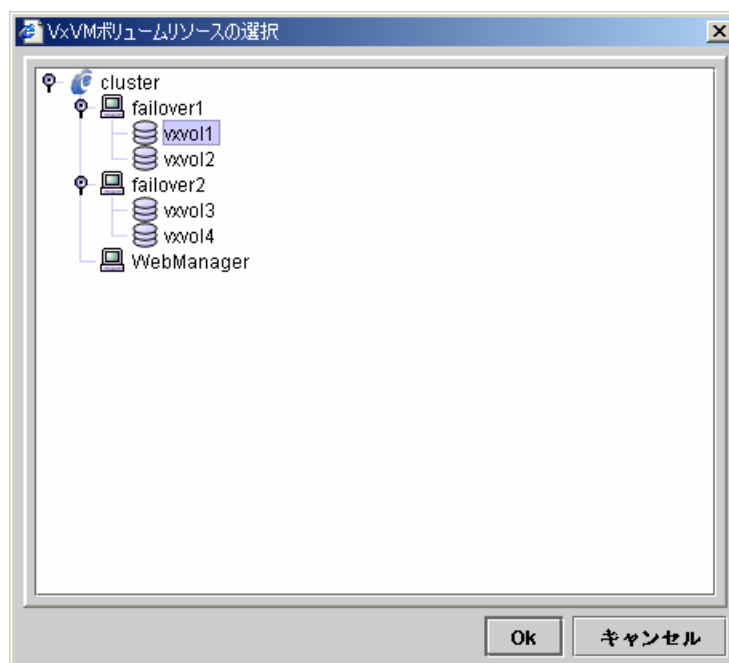 VxVMボリュームリソースの選択
cluster
failover1
vxvol1
vxvol2
failover2
vxvol3
vxvol4
WebManager
Ok キャンセル